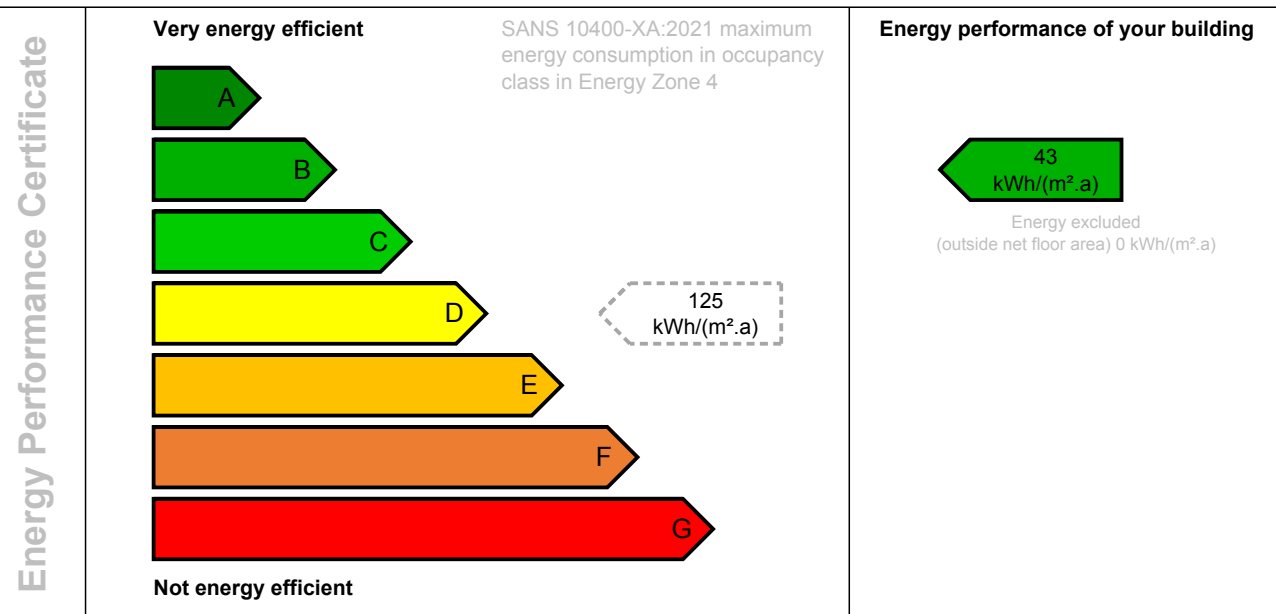 Energy Performance Certificate
Very energy efficient
SANS 10400-XA:2021 maximum
energy consumption in occupancy
class in Energy Zone 4
A
B
C
D
E
F
G
125
kWh/(m².a)
Not energy efficient
Energy performance of your building
43
kWh/(m².a)
Energy excluded
(outside net floor area) 0 kWh/(m².a)